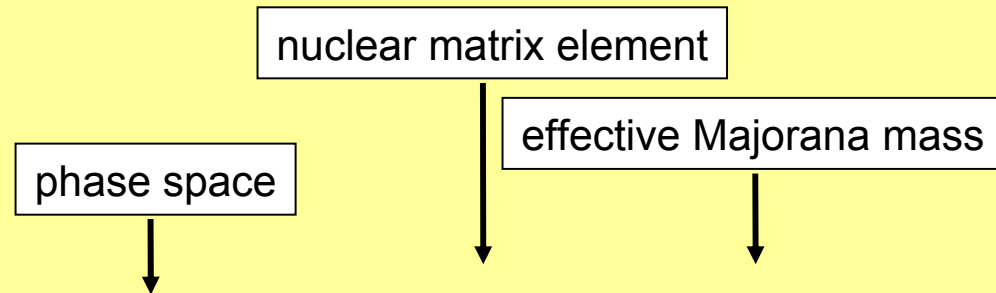 nuclear matrix element
effective Majorana mass
phase space